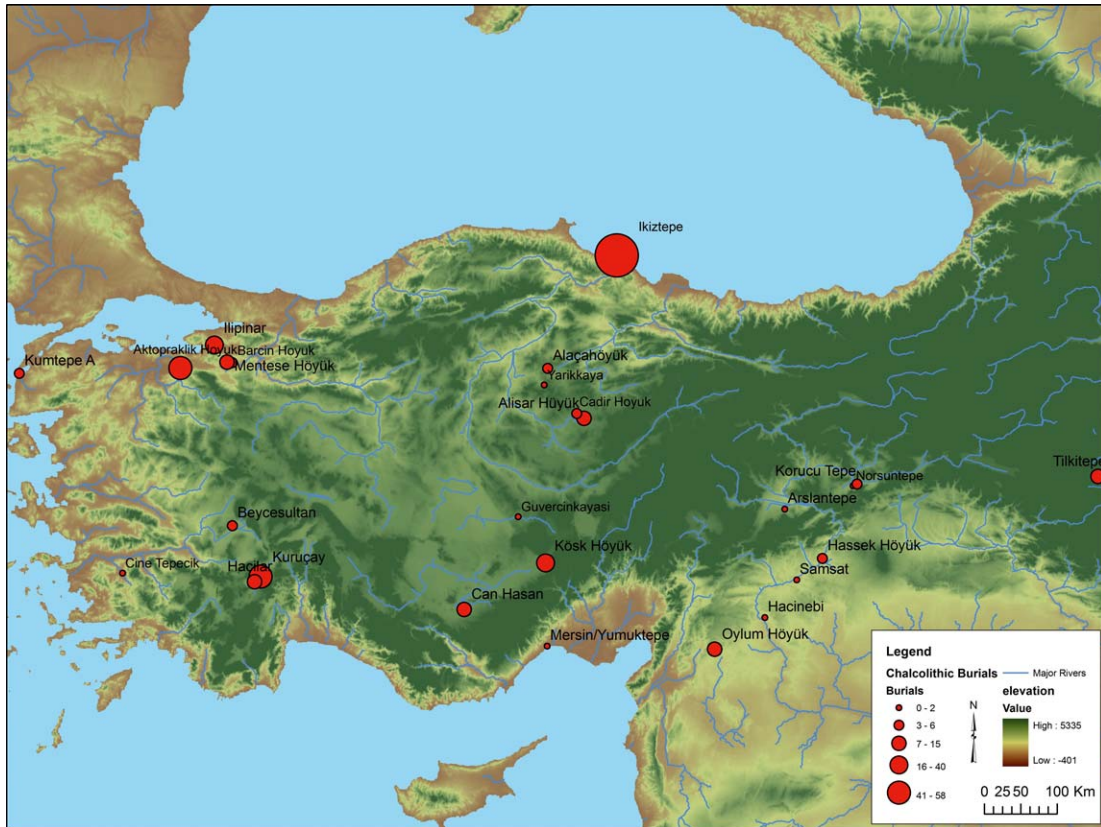 Ikiztepe
Ilipinar
Aktopraklik Hoyuk
Barcin Hoyuk
Mentese Höyük
Kumtepe A
Alaçahöyük
Yarikkaya
Alisar Hüyük
Cadir Hoyuk
Tilkitepe
Korucu Tepe
Norsuntepe
Arslantepe
Guvercinkayasi
Beycesultan
Hassek Höyük
Kösk Höyük
Kuruçay
Cine Tepecik
Hacilar
Samsat
Can Hasan
Hacinebi
Mersin/Yumuktepe
Oylum Höyük
Legend
Chalcolithic Burials
Burials
0 - 2
3 - 6
7 - 15
16 - 40
41 - 58
Major Rivers
elevation
Value
High : 5335
Low : -401
N
0 25 50 100 Km